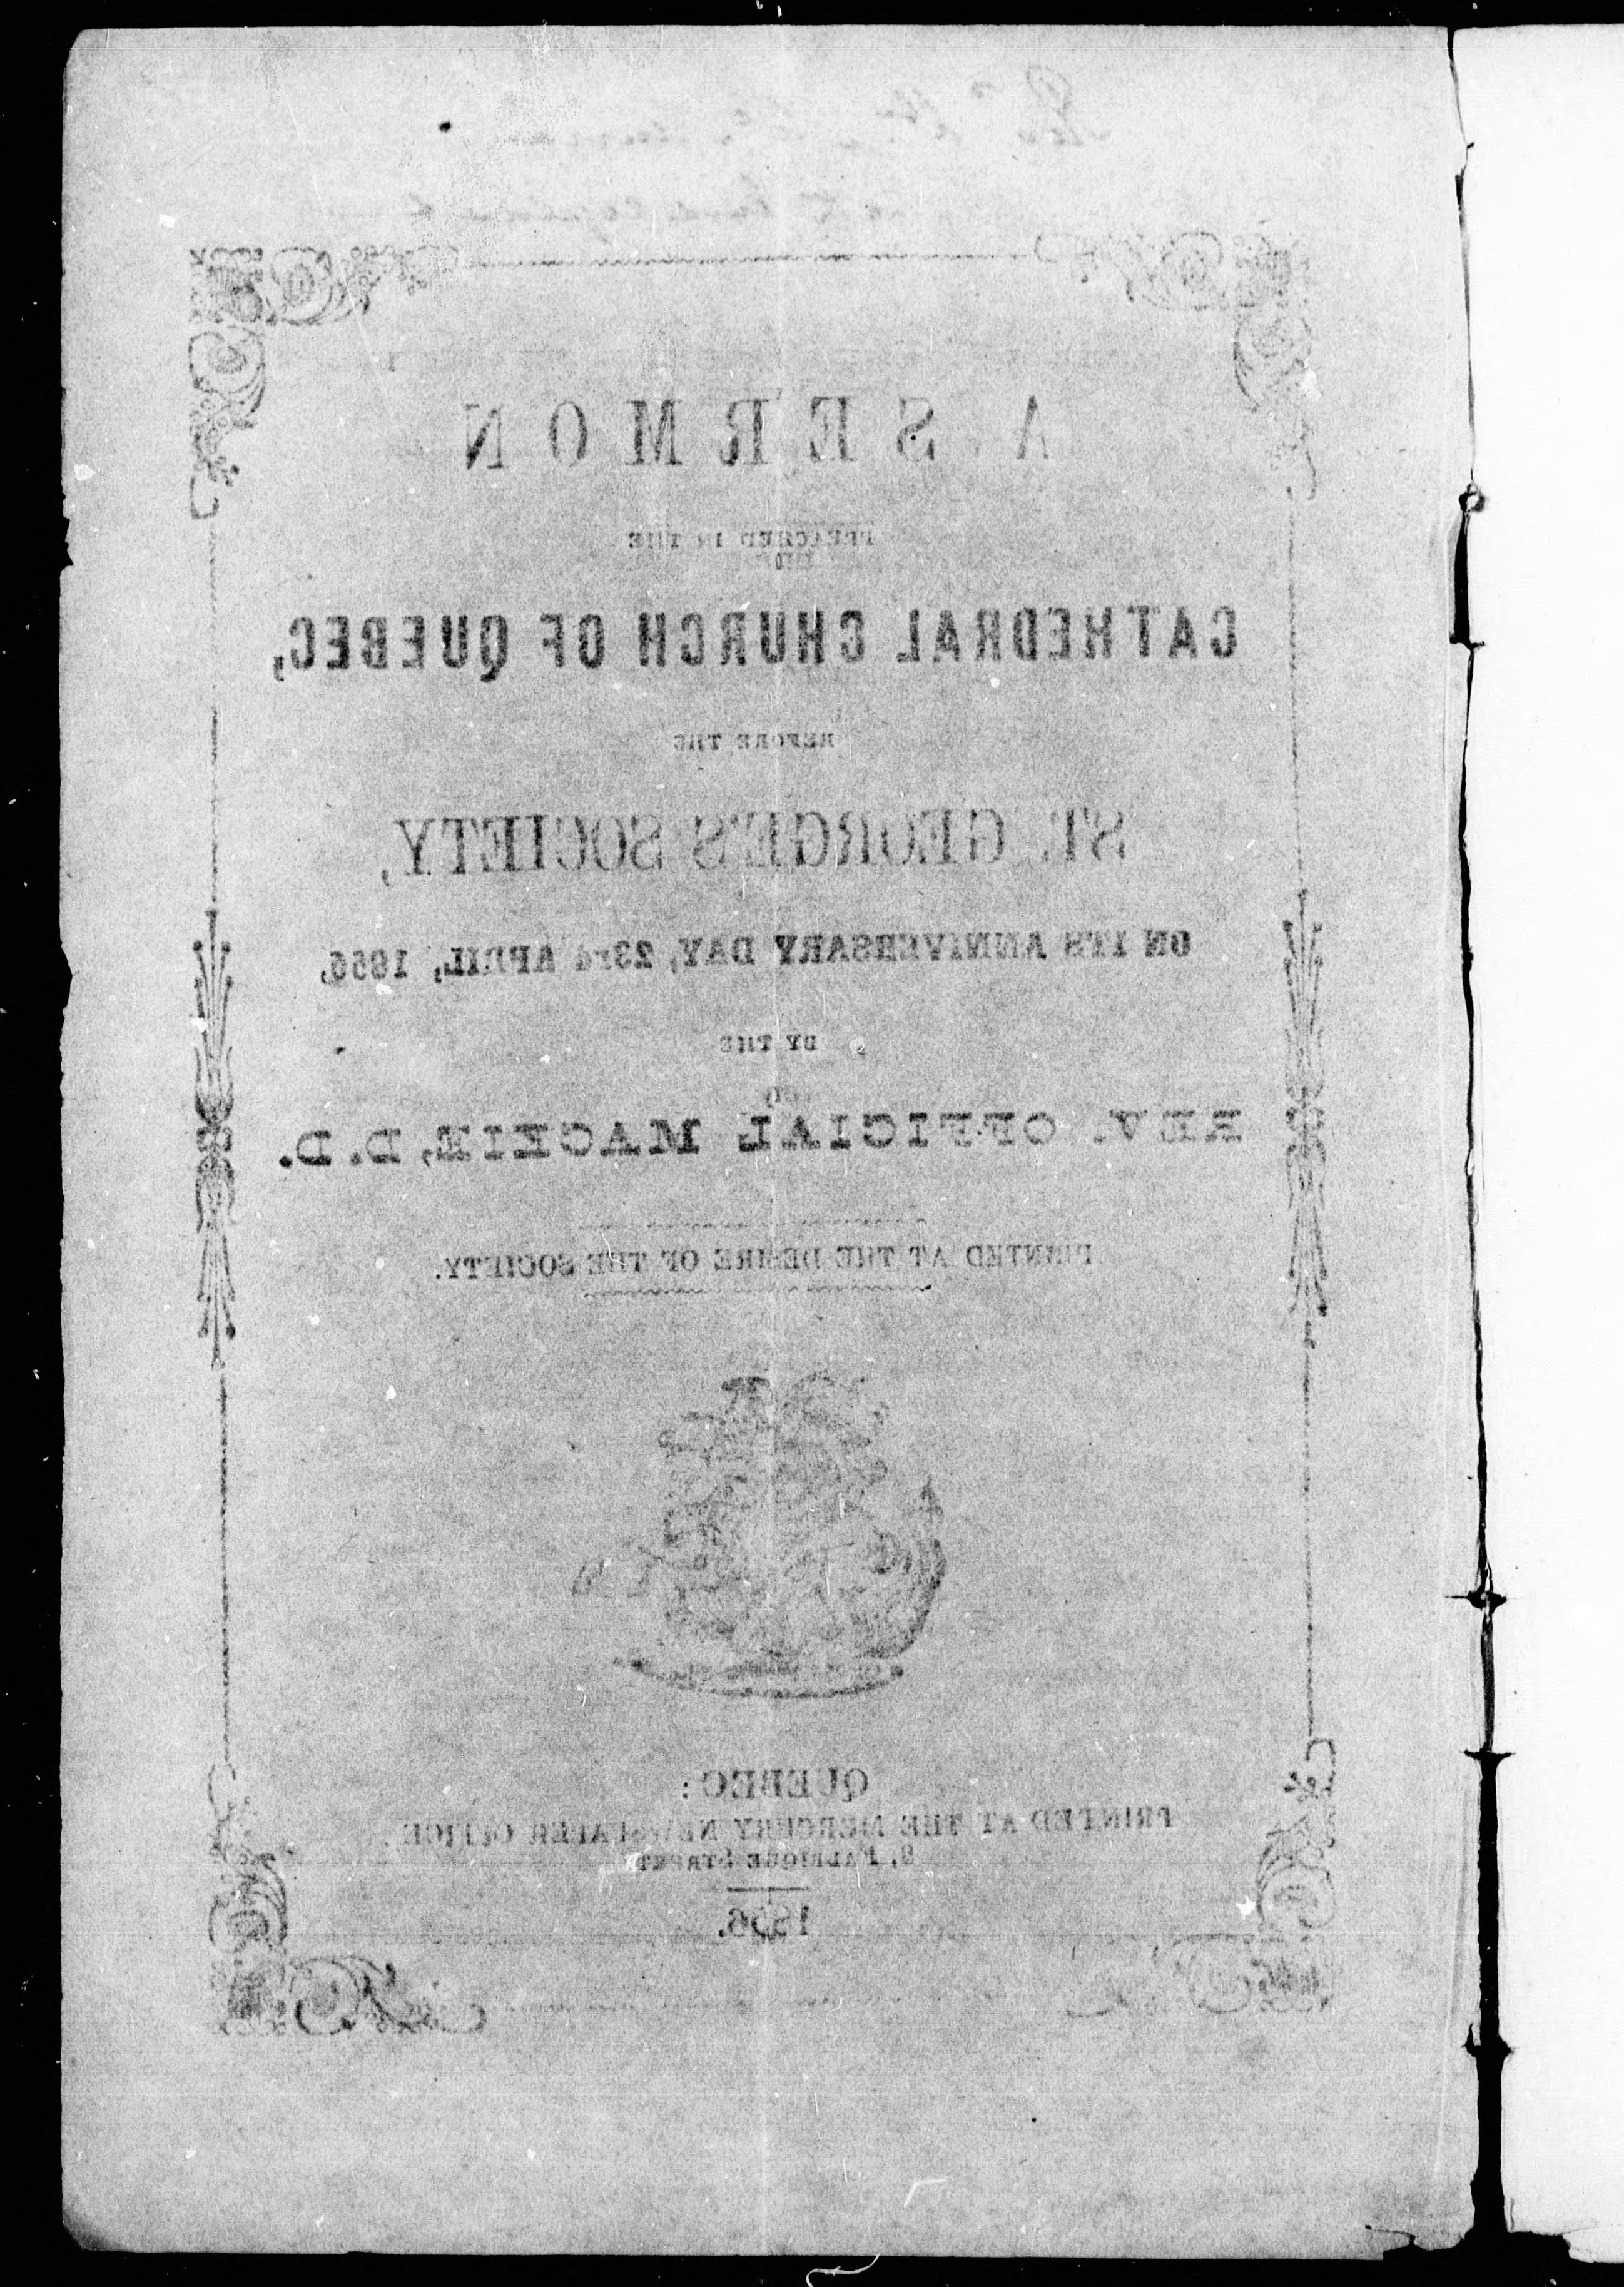 A SERMON
PREACHED IN THE
CATHEDRAL CHURCH OF QUEBEC,
BEFORE THE
ST. GEORGE'S SOCIETY,
ON ITS ANNIVERSARY DAY, 23rd APRIL, 1856,
BY THE
REV. OFFICIAL MACKIE, D.D.
PRINTED AT THE DESIRE OF THE SOCIETY.
QUEBEC:
PRINTED AT THE MERCURY NEWSPAPER OFFICE.
8, FABRIQUE STREET
1856.